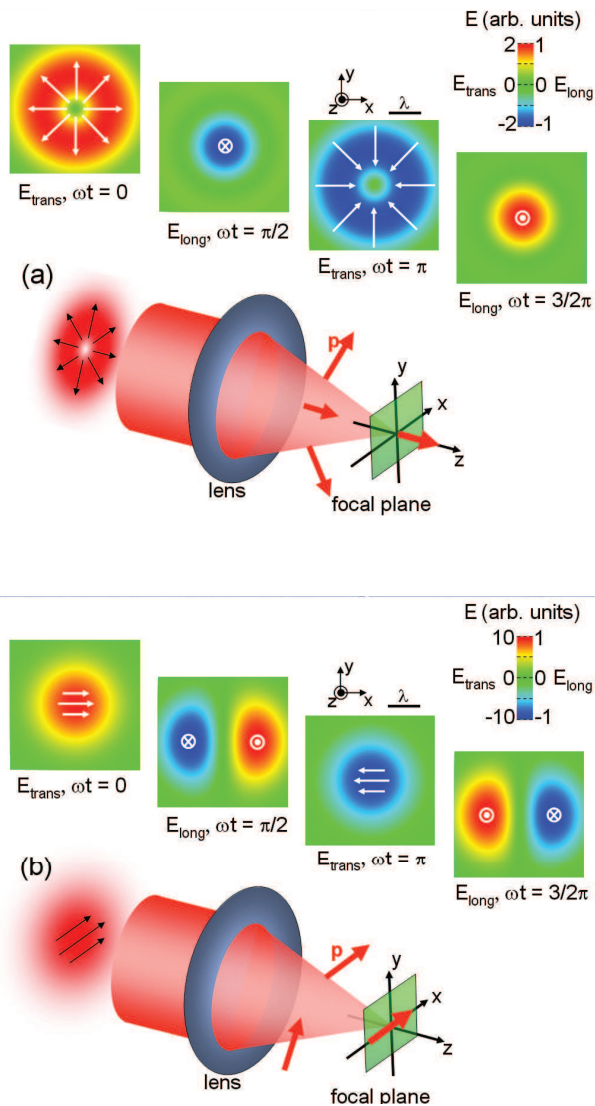 E (arb. units)
2 1
E_trans 0 0 E_long
-2 -1
y
z x λ
E_trans, ωt = 0
E_long, ωt = π/2
E_trans, ωt = π
E_long, ωt = 3/2π
(a)
p
y
x
z
lens
focal plane
E (arb. units)
10 1
E_trans 0 0 E_long
-10 -1
y
z x λ
E_trans, ωt = 0
E_long, ωt = π/2
E_trans, ωt = π
E_long, ωt = 3/2π
(b)
p
y
x
z
lens
focal plane